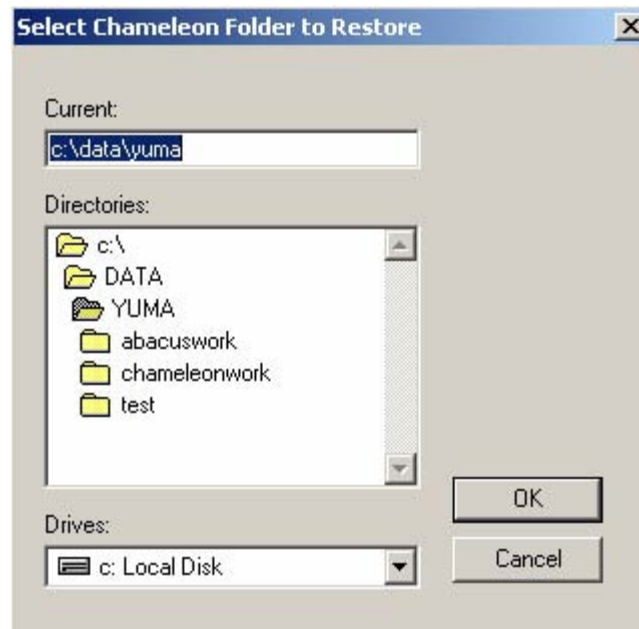 Select Chameleon Folder to Restore
Current:
c:\data\yuma
Directories:
c:\
DATA
YUMA
abacuswork
chameleonwork
test
OK
Drives:
c: Local Disk
Cancel